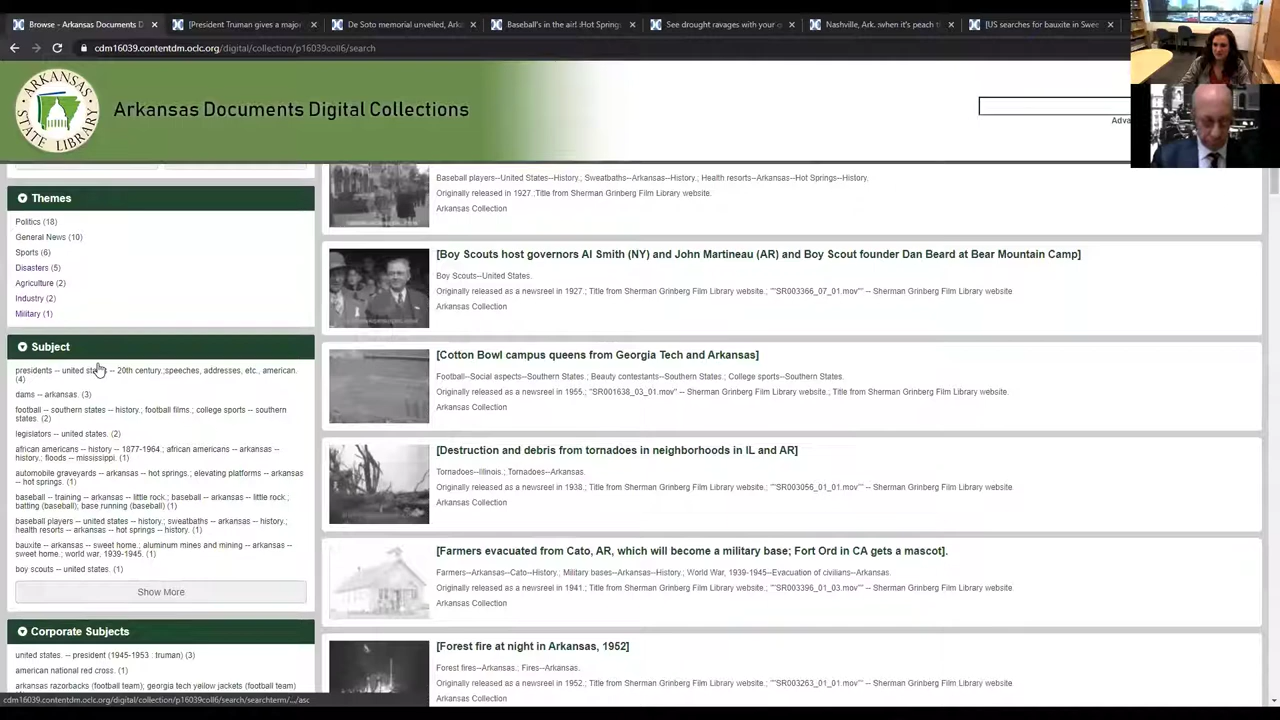 Browse - Arkansas Documents D
[President Truman gives a major
De Soto memorial unveiled, Ark
Baseball's in the air! :Hot Spring
See drought ravages with your o
Nashville, Ark. :when it's peach t
[US searches for bauxite in Swee
cdm16039.contentdm.oclc.org/digital/collection/p16039coll6/search
ARKANSAS
STATE LIBRARY
Arkansas Documents Digital Collections
Adva
Themes
Politics (18)
General News (10)
Sports (6)
Disasters (5)
Agriculture (2)
Industry (2)
Military (1)
Subject
presidents -- united states -- 20th century.;speeches, addresses, etc., american.
(4)
dams -- arkansas. (3)
football -- southern states -- history.; football films.; college sports -- southern
states. (2)
legislators -- united states. (2)
african americans -- history -- 1877-1964.; african americans -- arkansas --
history.; floods -- mississippi. (1)
automobile graveyards -- arkansas -- hot springs.; elevating platforms -- arkansas
-- hot springs. (1)
baseball -- training -- arkansas -- little rock.; baseball -- arkansas -- little rock.;
batting (baseball), base running (baseball) (1)
baseball players -- united states -- history.; sweatbaths -- arkansas -- history.;
health resorts -- arkansas -- hot springs -- history. (1)
bauxite -- arkansas -- sweet home.; aluminum mines and mining -- arkansas --
sweet home.; world war, 1939-1945. (1)
boy scouts -- united states. (1)
Show More
Corporate Subjects
united states. -- president (1945-1953 : truman) (3)
american national red cross. (1)
arkansas razorbacks (football team); georgia tech yellow jackets (football team)
cdm16039.contentdm.oclc.org/digital/collection/p16039coll6/search/searchterm/.../asc
Baseball players--United States--History.; Sweatbaths--Arkansas--History.; Health resorts--Arkansas--Hot Springs--History.
Originally released in 1927.;Title from Sherman Grinberg Film Library website.
Arkansas Collection
[Boy Scouts host governors Al Smith (NY) and John Martineau (AR) and Boy Scout founder Dan Beard at Bear Mountain Camp]
Boy Scouts--United States.
Originally released as a newsreel in 1927.; Title from Sherman Grinberg Film Library website.; ""SR003366_07_01.mov"" -- Sherman Grinberg Film Library website
Arkansas Collection
[Cotton Bowl campus queens from Georgia Tech and Arkansas]
Football--Social aspects--Southern States.; Beauty contestants--Southern States.; College sports--Southern States.
Originally released as a newsreel in 1955.; "SR001638_03_01.mov" -- Sherman Grinberg Film Library website.; Title from Sherman Grinberg Film Library website.
Arkansas Collection
[Destruction and debris from tornadoes in neighborhoods in IL and AR]
Tornadoes--Illinois.; Tornadoes--Arkansas.
Originally released as a newsreel in 1938.; Title from Sherman Grinberg Film Library website.; ""SR003056_01_01.mov"" -- Sherman Grinberg Film Library website
Arkansas Collection
[Farmers evacuated from Cato, AR, which will become a military base; Fort Ord in CA gets a mascot].
Farmers--Arkansas--Cato--History.; Military bases--Arkansas--History.; World War, 1939-1945--Evacuation of civilians--Arkansas.
Originally released as a newsreel in 1941.; Title from Sherman Grinberg Film Library website.; ""SR003396_01_03.mov"" -- Sherman Grinberg Film Library website
Arkansas Collection
[Forest fire at night in Arkansas, 1952]
Forest fires--Arkansas.; Fires--Arkansas.
Originally released as a newsreel in 1952.; Title from Sherman Grinberg Film Library website.; ""SR003263_01_01.mov"" -- Sherman Grinberg Film Library website
Arkansas Collection